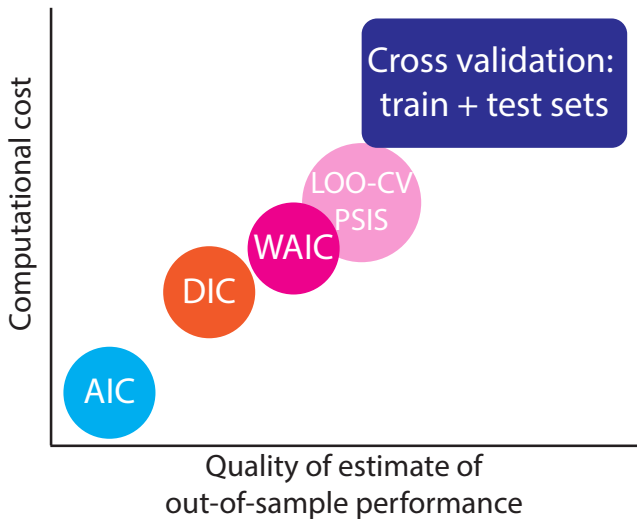 Computational cost
Cross validation:
train + test sets
LOO-CV
PSIS
WAIC
DIC
AIC
Quality of estimate of
out-of-sample performance